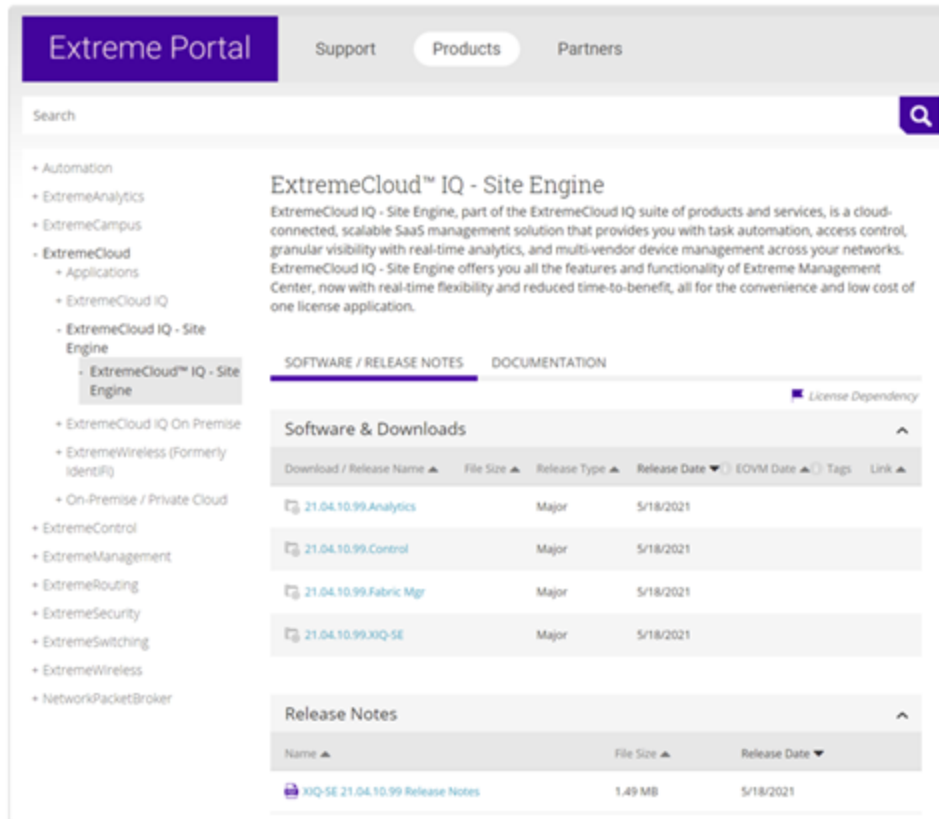 Extreme Portal
Support
Products
Partners
Search
+ Automation
+ ExtremeAnalytics
+ ExtremeCampus
- ExtremeCloud
+ Applications
+ ExtremeCloud IQ
- ExtremeCloud IQ - Site
Engine
- ExtremeCloud™ IQ - Site
Engine
+ ExtremeCloud IQ On Premise
+ ExtremeWireless (Formerly
IdentiFi)
+ On-Premise / Private Cloud
+ ExtremeControl
+ ExtremeManagement
+ ExtremeRouting
+ ExtremeSecurity
+ ExtremeSwitching
+ ExtremeWireless
+ NetworkPacketBroker
ExtremeCloud™ IQ - Site Engine
ExtremeCloud IQ - Site Engine, part of the ExtremeCloud IQ suite of products and services, is a cloud-
connected, scalable SaaS management solution that provides you with task automation, access control,
granular visibility with real-time analytics, and multi-vendor device management across your networks.
ExtremeCloud IQ - Site Engine offers you all the features and functionality of Extreme Management
Center, now with real-time flexibility and reduced time-to-benefit, all for the convenience and low cost of
one license application.
SOFTWARE / RELEASE NOTES DOCUMENTATION
License Dependency
Software & Downloads
Download / Release Name File Size Release Type Release Date EOVM Date Tags Link
21.04.10.99.Analytics Major 5/18/2021
21.04.10.99.Control Major 5/18/2021
21.04.10.99.Fabric Mgr Major 5/18/2021
21.04.10.99.XIQ-SE Major 5/18/2021
Release Notes
Name File Size Release Date
XIQ-SE 21.04.10.99 Release Notes 1.49 MB 5/18/2021